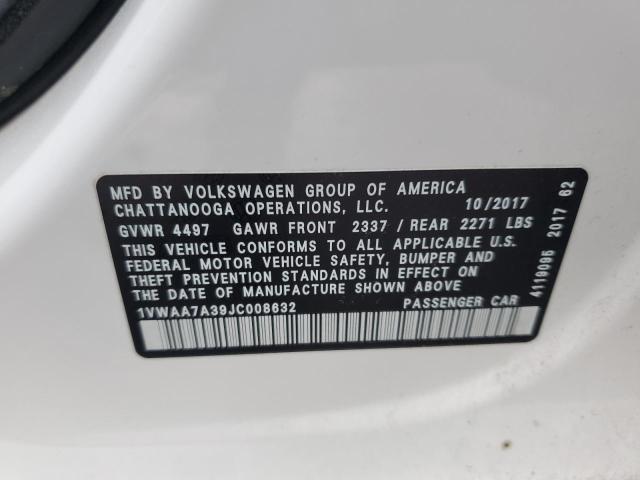 MFD BY VOLKSWAGEN GROUP OF AMERICA
CHATTANOOGA OPERATIONS, LLC. 10/2017
GVWR 4497 GAWR FRONT 2337 / REAR 2271 LBS
THIS VEHICLE CONFORMS TO ALL APPLICABLE U.S.
FEDERAL MOTOR VEHICLE SAFETY, BUMPER AND
THEFT PREVENTION STANDARDS IN EFFECT ON
THE DATE OF MANUFACTURE SHOWN ABOVE
1VWAA7A39JC008632 PASSENGER CAR
4119095 2017 62